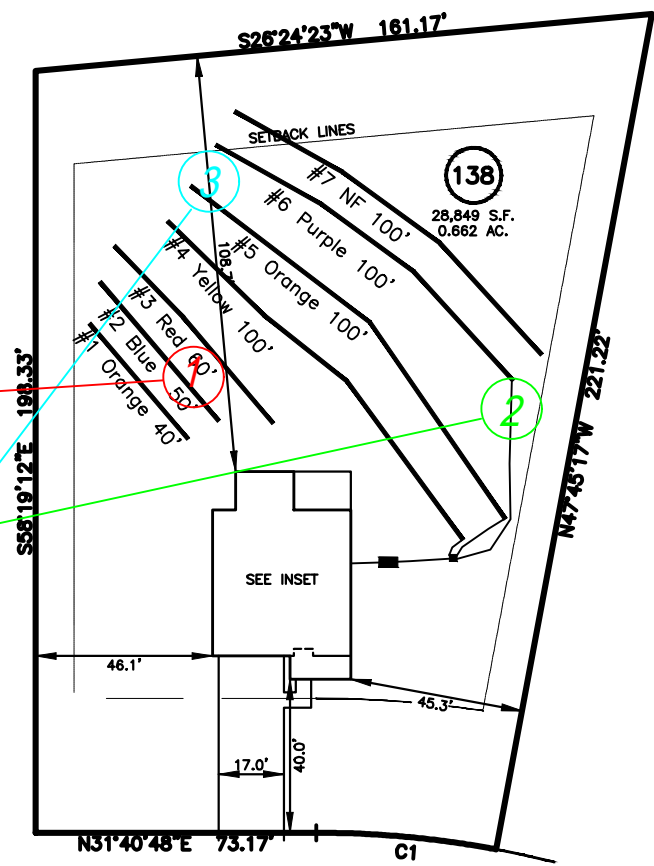 S26°24'23"W 161.17'
SETBACK LINES
3
138
28,849 S.F.
0.662 AC.
#7 NF 100'
#6 Purple 100'
#5 Orange 100'
#4 Yellow 100'
#3 Red 60'
#2 Blue 50'
#1 Orange 40'
1
2
S58°19'12"E 198.33'
N47°45'17"W 221.22'
SEE INSET
46.1'
45.3'
17.0'
40.0'
N31°40'48"E 73.17'
C1